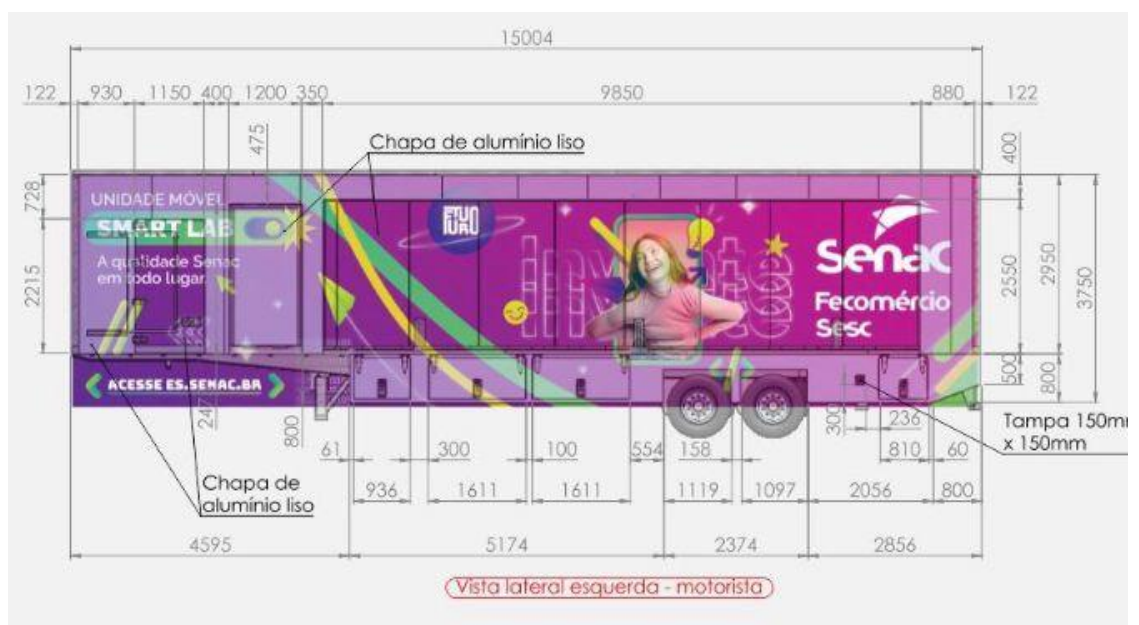 15004
122 930 1150 400 1200 350 9850 880 122
475
400
Chapa de alumínio liso
728
2215
2550
2950
3750
UNIDADE MÓVEL
SMART LAB
A qualidade Senac
em todo lugar.
FUTURO
invente
Senac
Fecomércio
Sesc
ACESSE ES.SENAC.BR
247
800
500
800
300
236
Tampa 150mm
x 150mm
61 300 100 554 158 810 60
936 1611 1611 1119 1097 2056 800
Chapa de
alumínio liso
4595 5174 2374 2856
Vista lateral esquerda - motorista